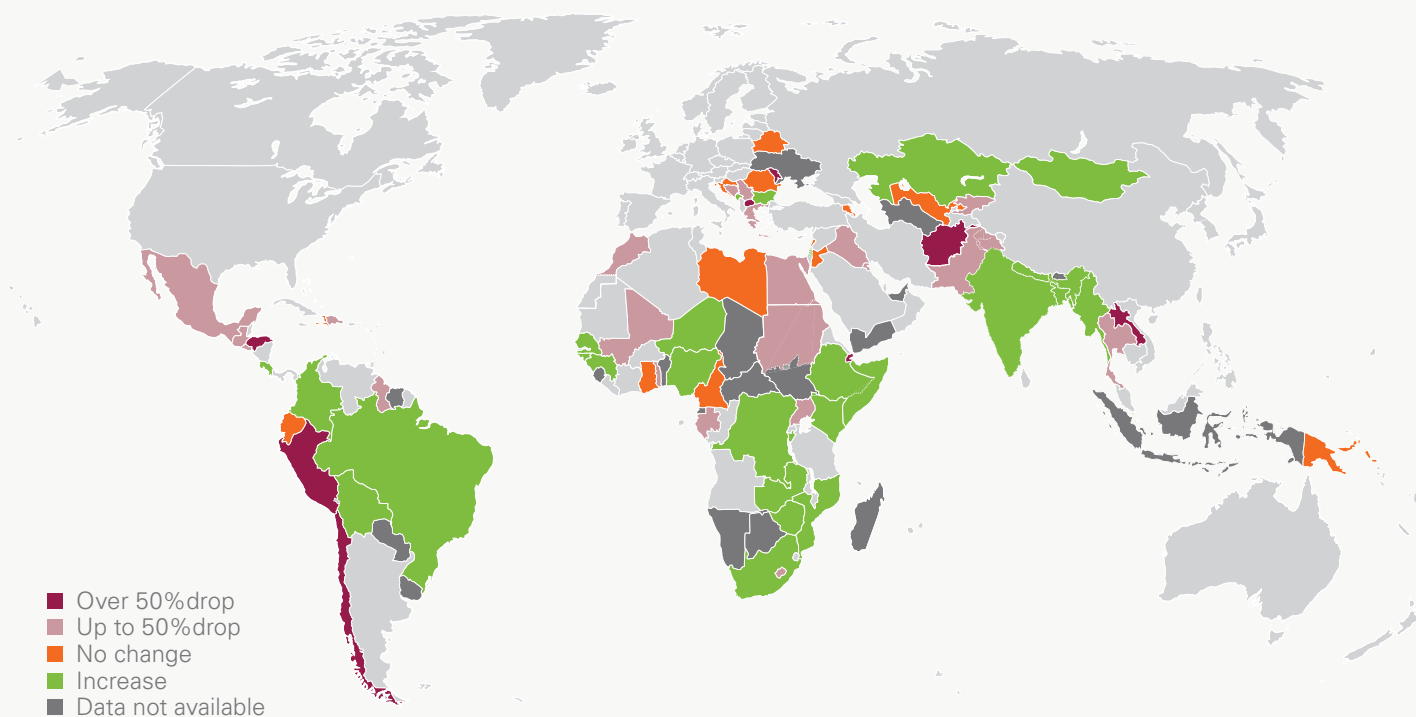 Over 50%drop
Up to 50%drop
No change
Increase
Data not available